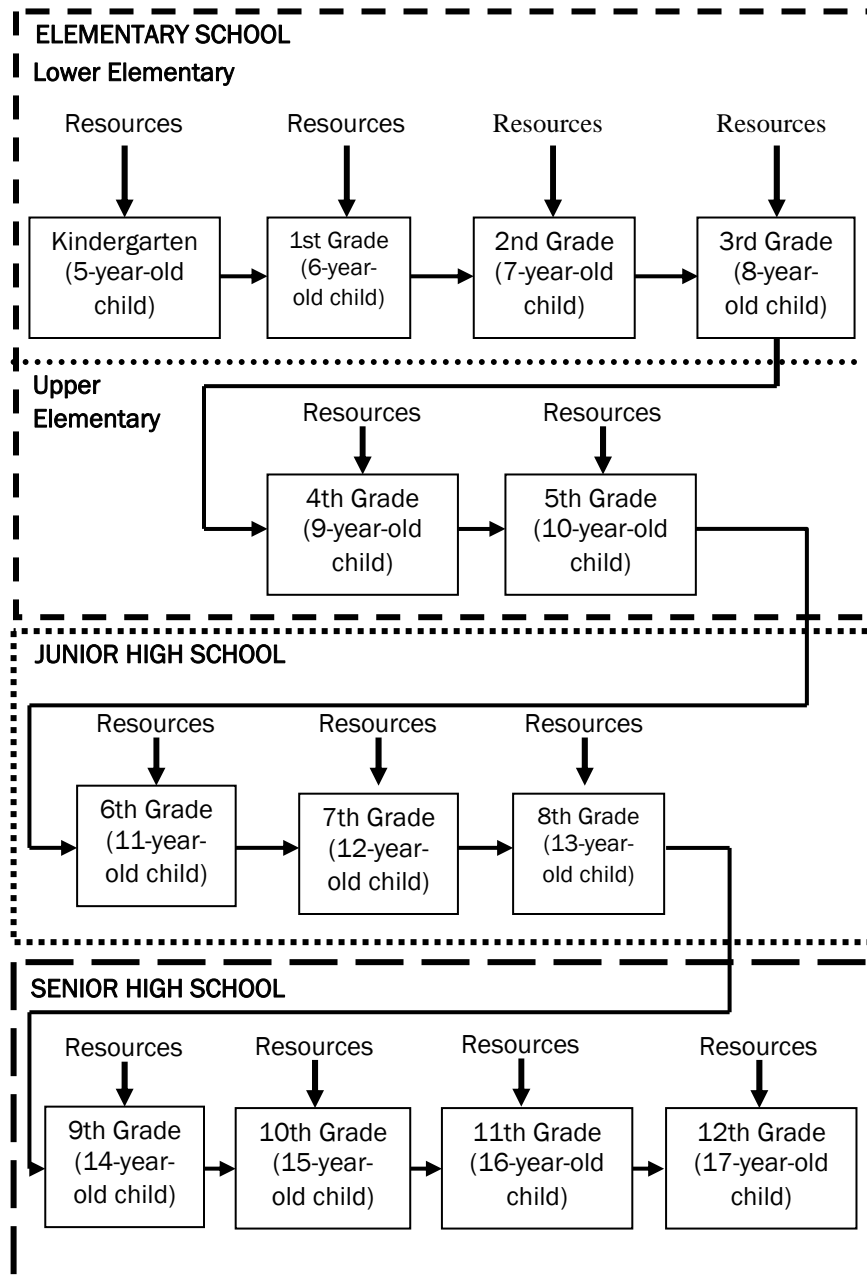 ELEMENTARY SCHOOL
Lower Elementary
Resources
Resources
Resources
Resources
Kindergarten
(5-year-old
child)
1st Grade
(6-year-
old child)
2nd Grade
(7-year-old
child)
3rd Grade
(8-year-
old child)
Upper
Elementary
Resources
Resources
4th Grade
(9-year-old
child)
5th Grade
(10-year-old
child)
JUNIOR HIGH SCHOOL
Resources
Resources
Resources
6th Grade
(11-year-
old child)
7th Grade
(12-year-
old child)
8th Grade
(13-year-
old child)
SENIOR HIGH SCHOOL
Resources
Resources
Resources
Resources
9th Grade
(14-year-
old child)
10th Grade
(15-year-
old child)
11th Grade
(16-year-old
child)
12th Grade
(17-year-old
child)